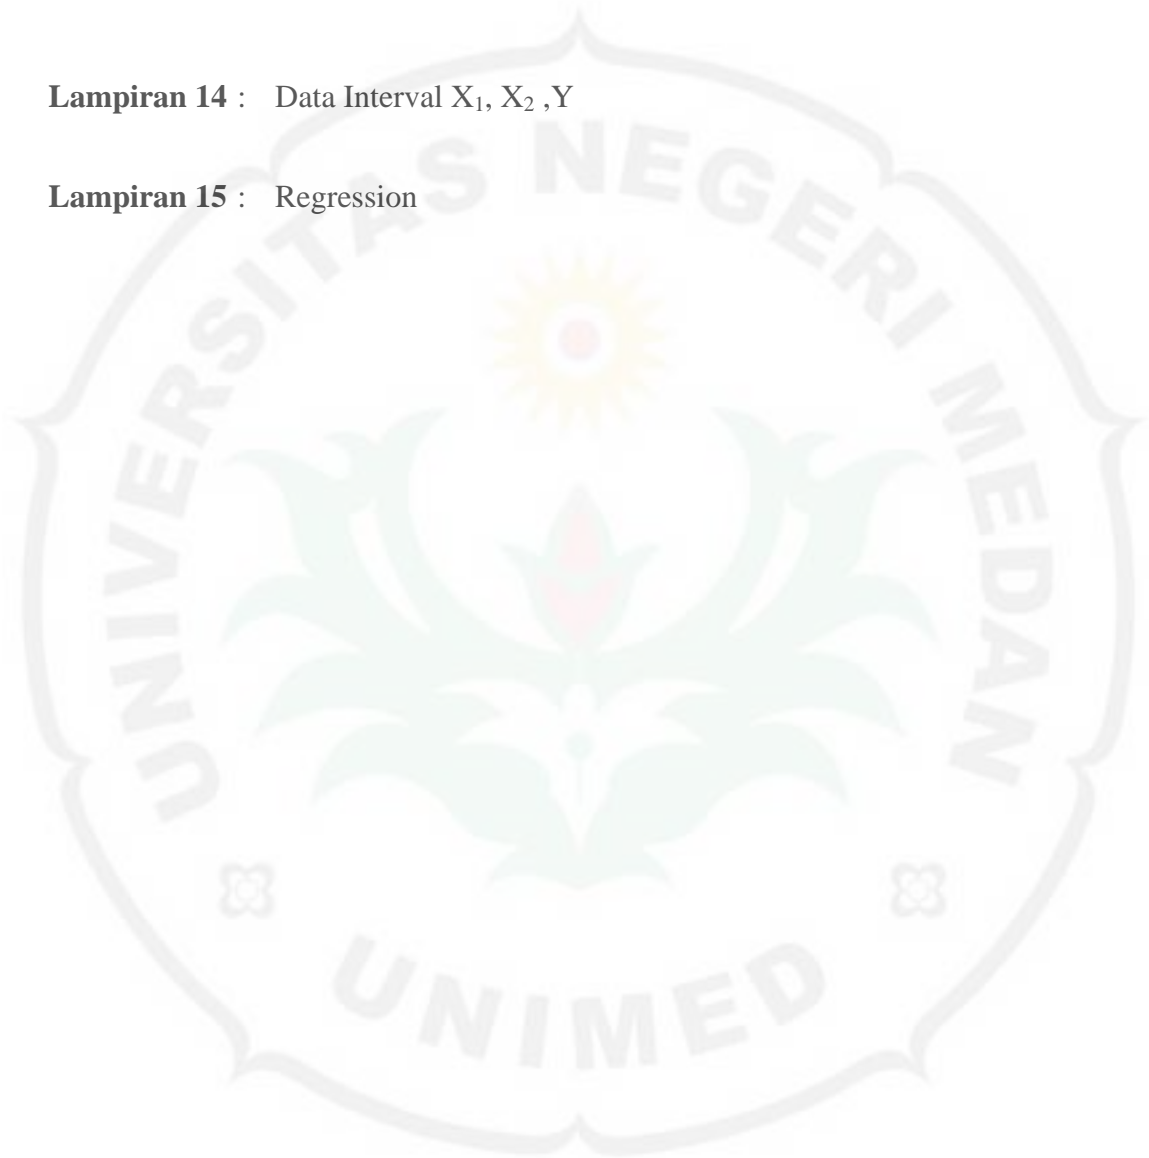 Lampiran 14 : Data Interval X₁, X₂ ,Y
Lampiran 15 : Regression
UNIVERSITAS NEGERI MEDAN
UNIMED